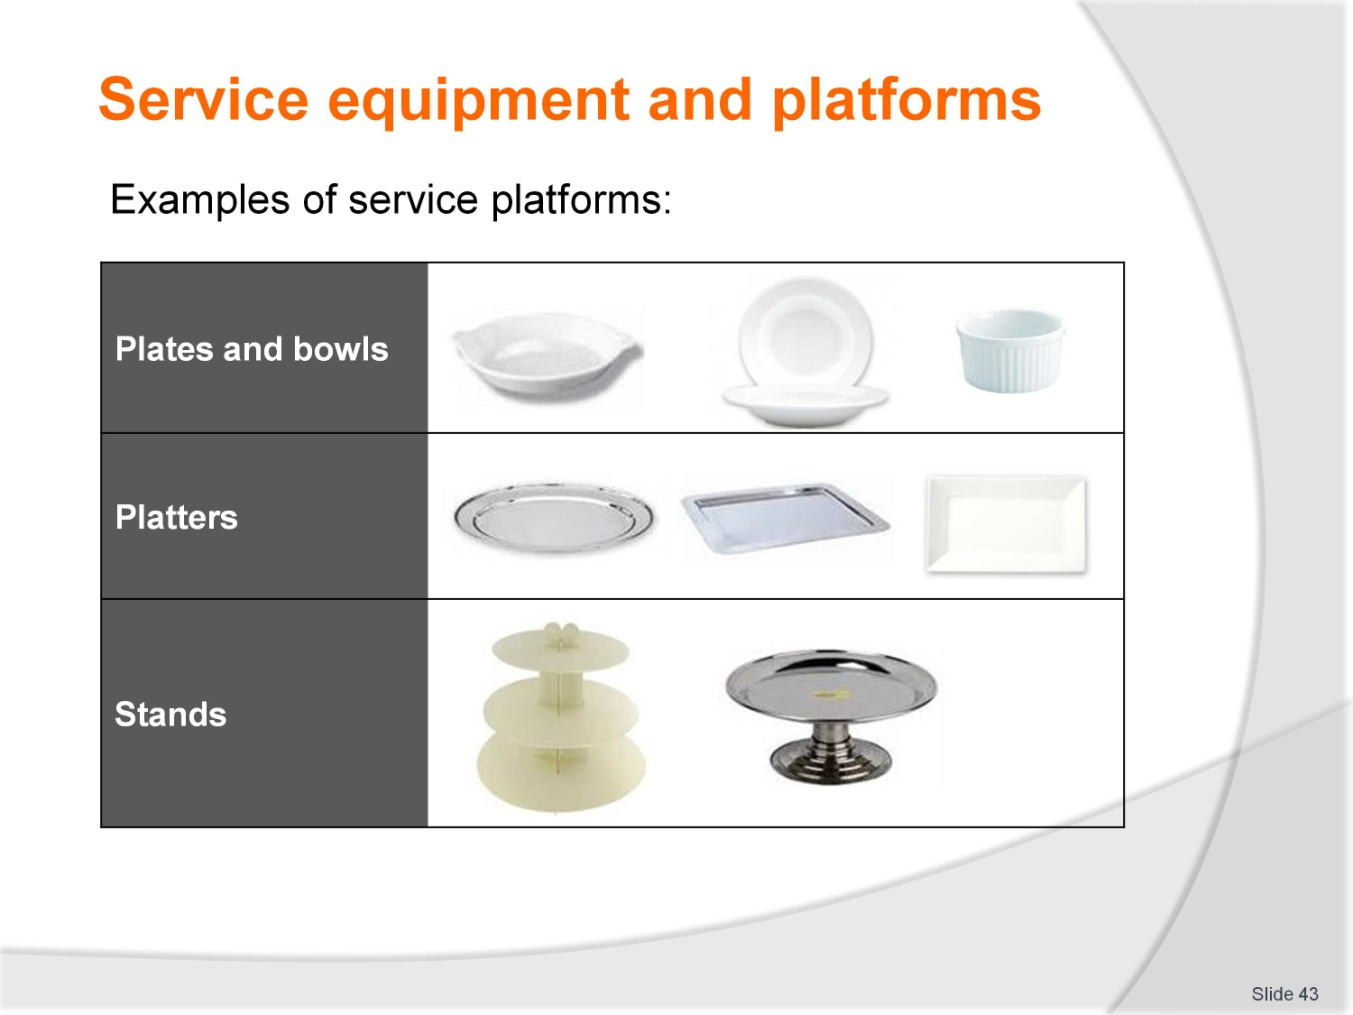 Service equipment and platforms
Examples of service platforms:
Plates and bowls
Platters
Stands
Slide 43